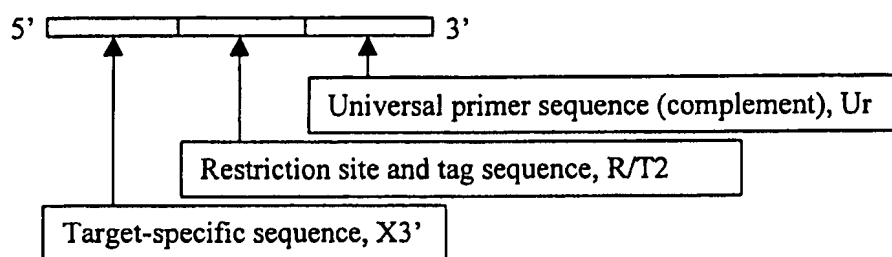 5’ 3’
Universal primer sequence (complement), Ur
Restriction site and tag sequence, R/T2
Target-specific sequence, X3’